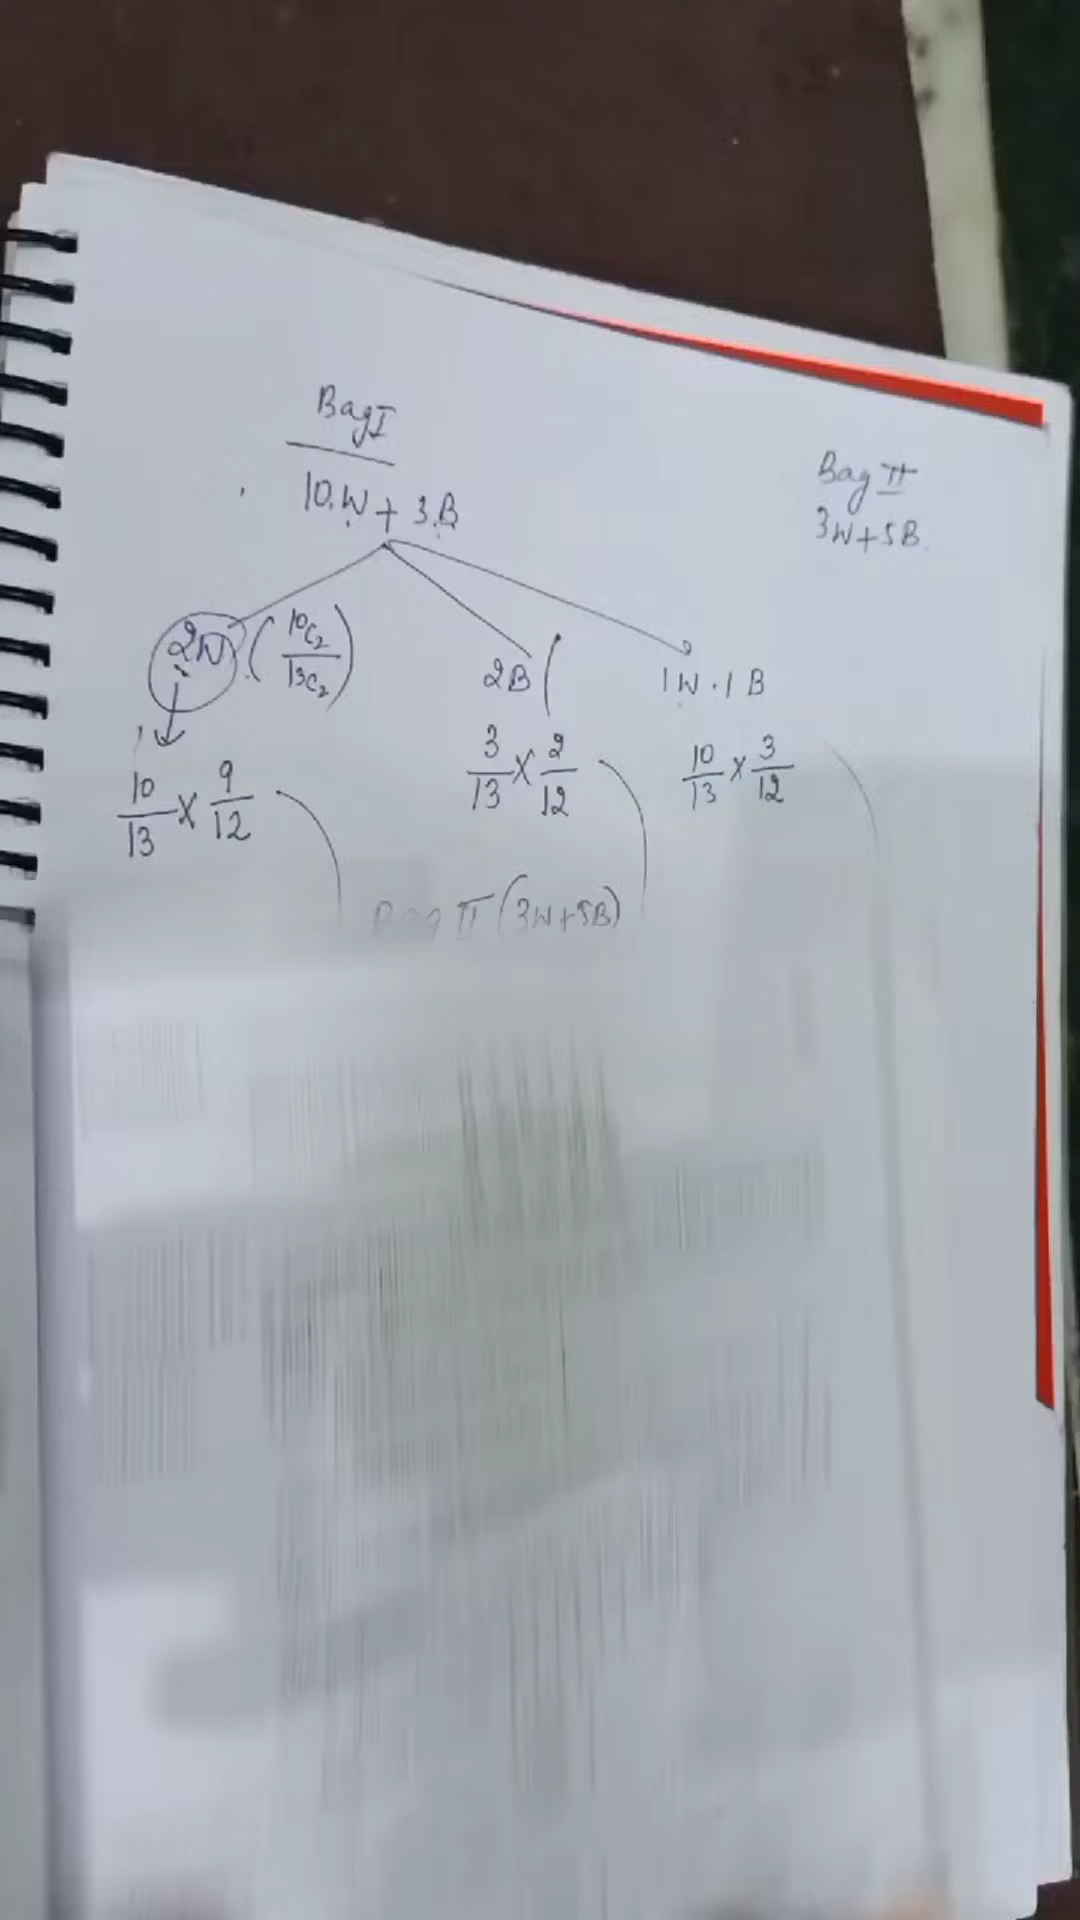 Bag I
10.W + 3.B
Bag II
3W+5B.
2W (10C2/13C2)
2B (
1W.1B
10/13 × 9/12
3/13 × 2/12
10/13 × 3/12
Bag II (3W+5B)